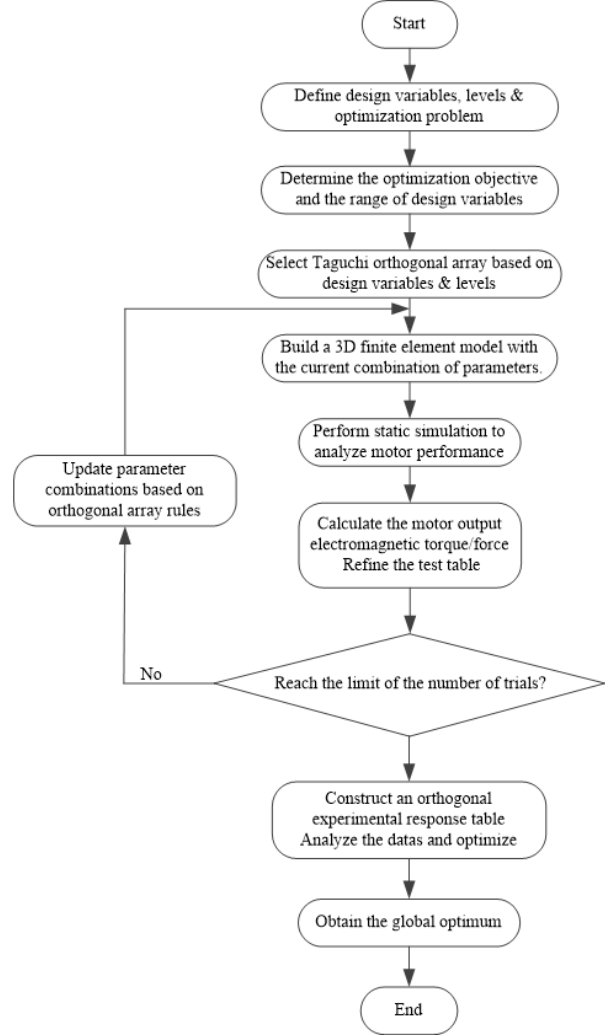 Start
Define design variables, levels &
optimization problem
Determine the optimization objective
and the range of design variables
Select Taguchi orthogonal array based on
design variables & levels
Build a 3D finite element model with
the current combination of parameters.
Perform static simulation to
analyze motor performance
Update parameter
combinations based on
orthogonal array rules
Calculate the motor output
electromagnetic torque/force
Refine the test table
No
Reach the limit of the number of trials?
Construct an orthogonal
experimental response table
Analyze the datas and optimize
Obtain the global optimum
End